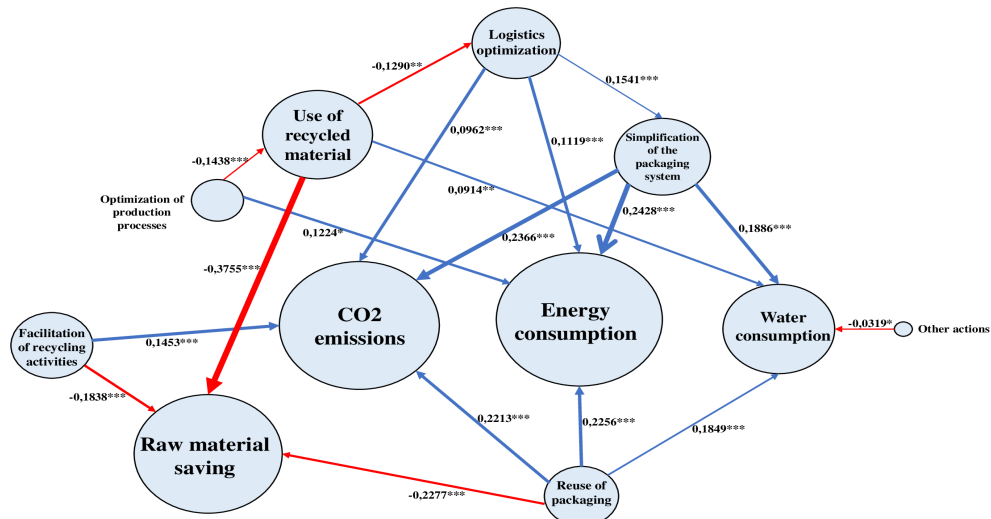 Logistics
optimization
-0,1290**
0,1541***
Use of
recycled
material
0,0962***
0,1119***
Simplification
of the
packaging
system
-0,1438***
Optimization of
production
processes
0,0914**
0,2428***
0,1224*
0,2366***
0,1886***
-0,3755***
CO2
emissions
Energy
consumption
Water
consumption
-0,0319*
Other actions
Facilitation
of recycling
activities
0,1453***
-0,1838***
0,2213***
0,2256***
0,1849***
Raw material
saving
-0,2277***
Reuse of
packaging